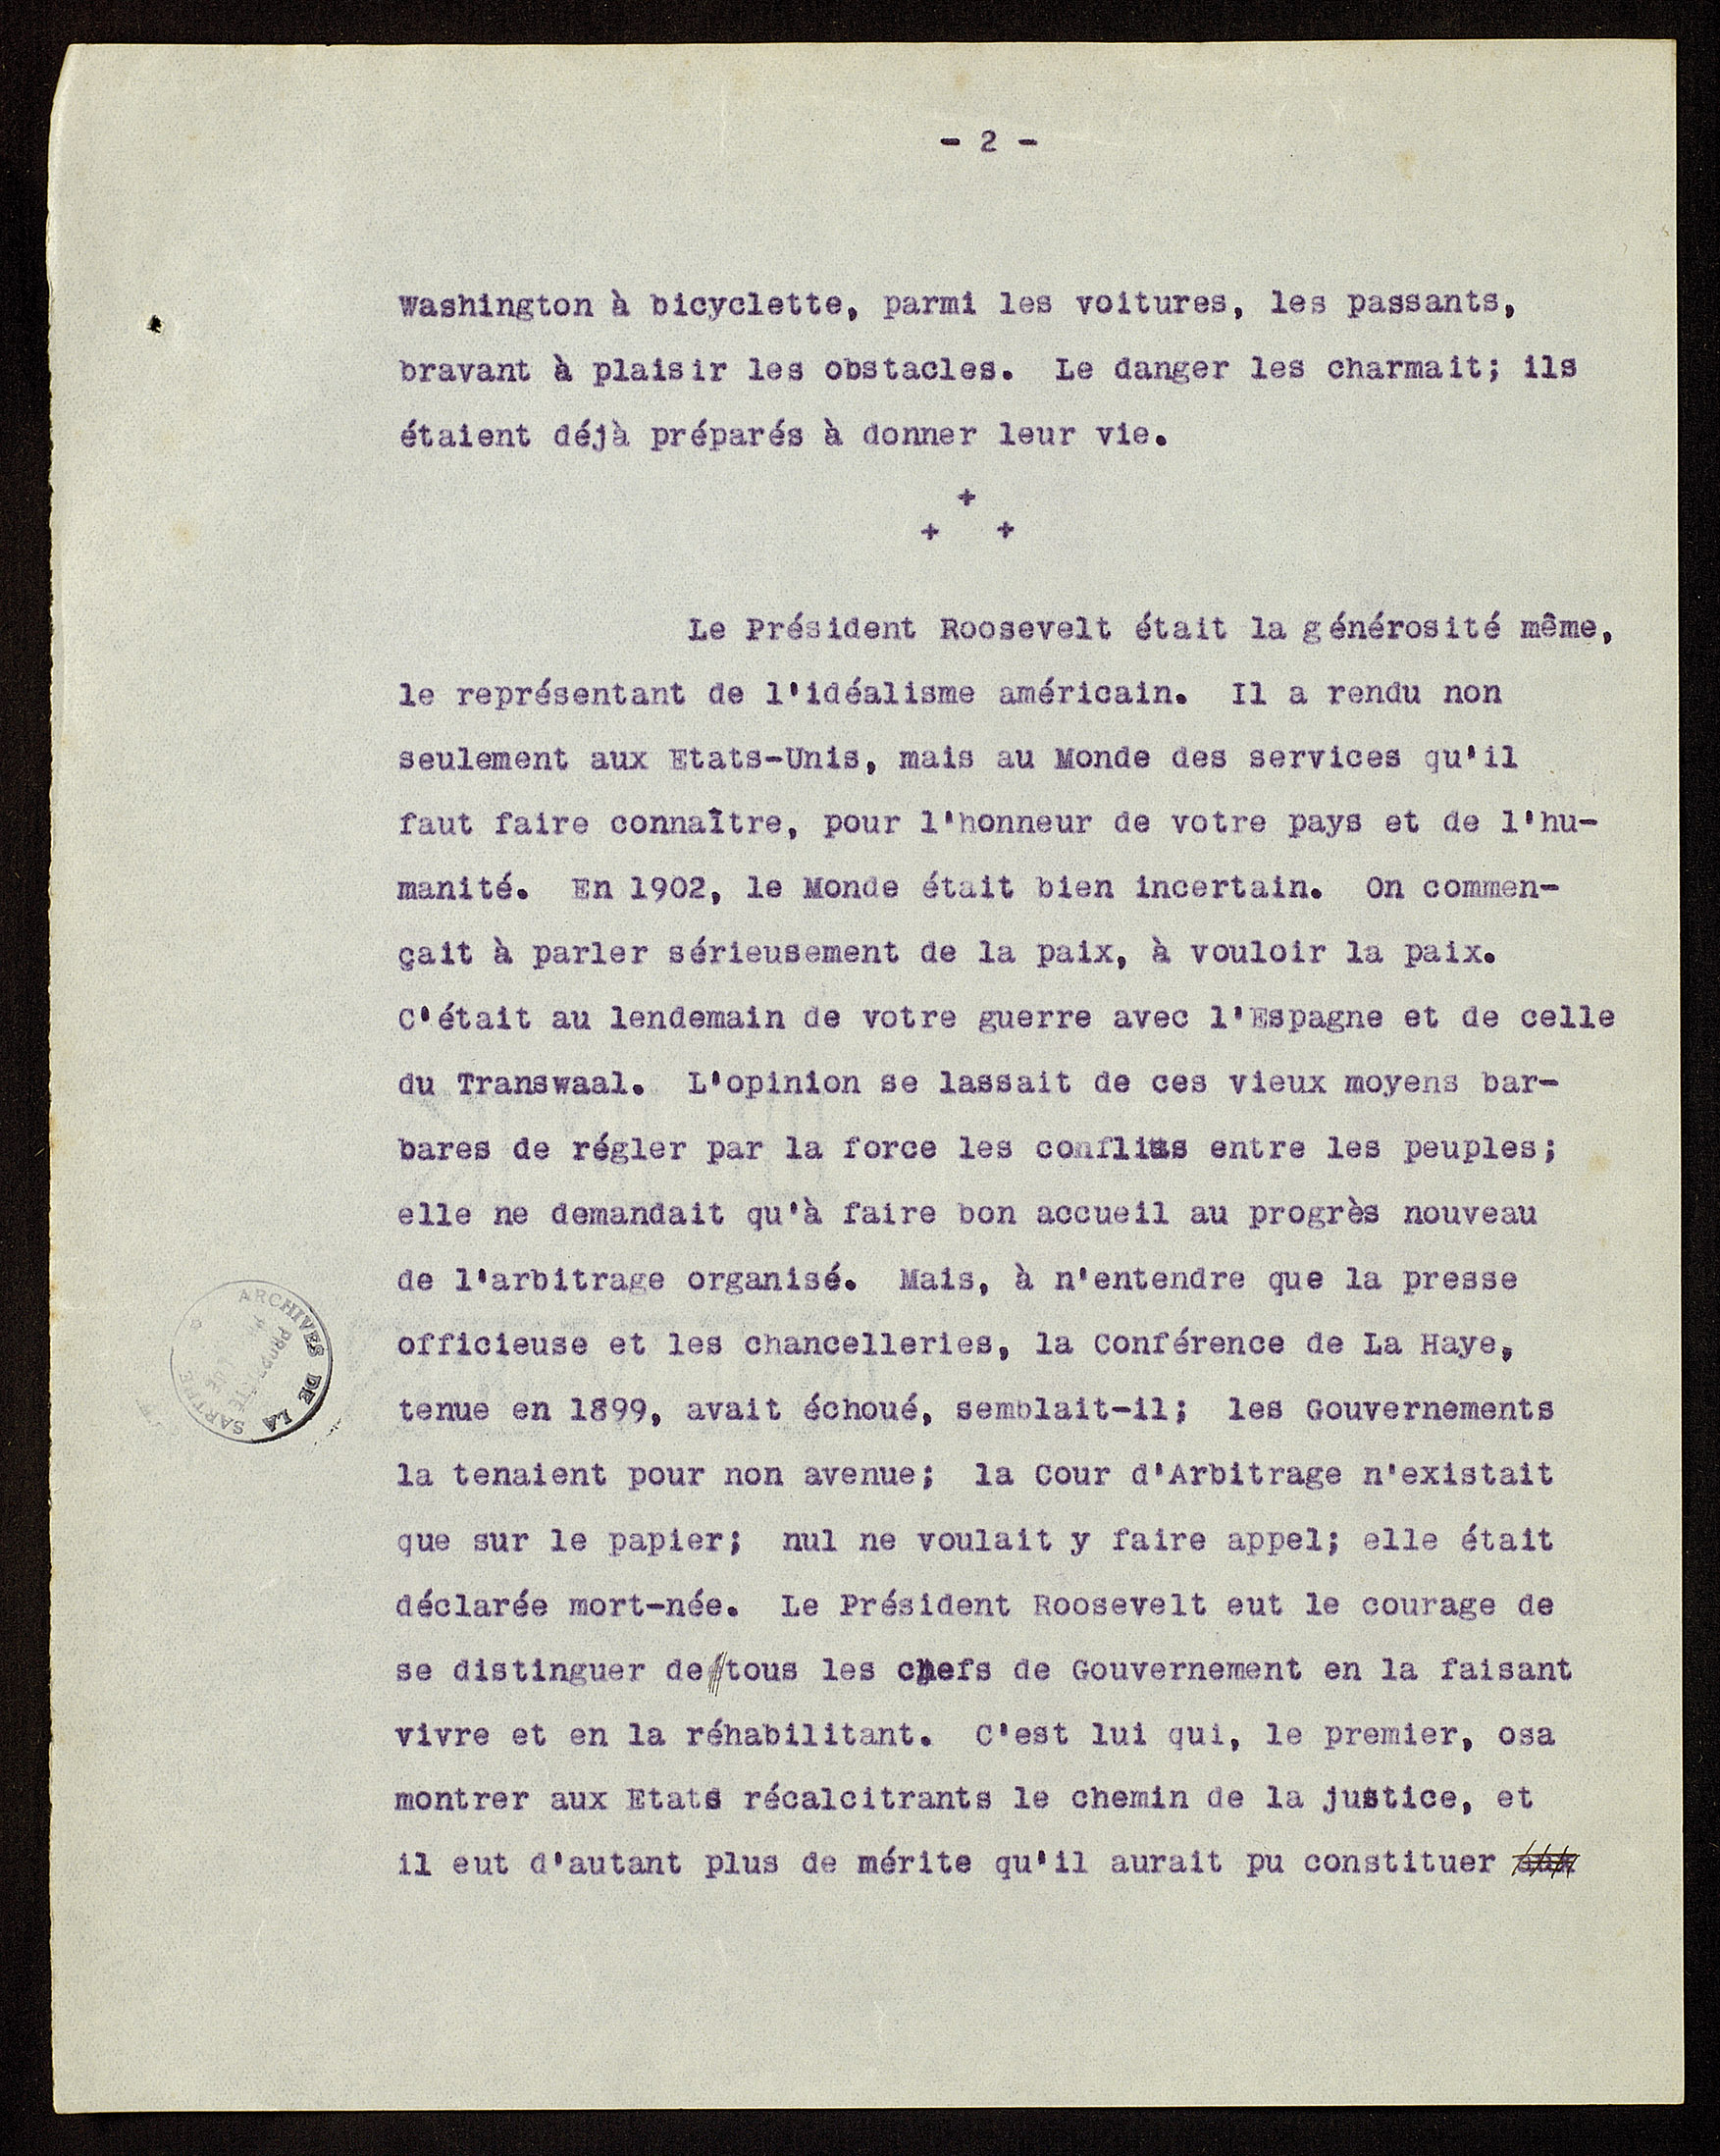 - 2 -
Washington à bicyclette, parmi les voitures, les passants,
bravant à plaisir les obstacles. Le danger les charmait; ils
étaient déjà préparés à donner leur vie.
+
+ +
Le Président Roosevelt était la générosité même,
le représentant de l'idéalisme américain. Il a rendu non
seulement aux Etats-Unis, mais au Monde des services qu'il
faut faire connaître, pour l'honneur de votre pays et de l'hu-
manité. En 1902, le Monde était bien incertain. On commen-
çait à parler sérieusement de la paix, à vouloir la paix.
C'était au lendemain de votre guerre avec l'Espagne et de celle
du Transwaal. L'opinion se lassait de ces vieux moyens bar-
bares de régler par la force les conflits entre les peuples;
elle ne demandait qu'à faire bon accueil au progrès nouveau
de l'arbitrage organisé. Mais, à n'entendre que la presse
officieuse et les chancelleries, la Conférence de La Haye,
tenue en 1899, avait échoué, semblait-il; les Gouvernements
la tenaient pour non avenue; la Cour d'Arbitrage n'existait
que sur le papier; nul ne voulait y faire appel; elle était
déclarée mort-née. Le Président Roosevelt eut le courage de
se distinguer de tous les chefs de Gouvernement en la faisant
vivre et en la réhabilitant. C'est lui qui, le premier, osa
montrer aux Etats récalcitrants le chemin de la justice, et
il eut d'autant plus de mérite qu'il aurait pu constituer
ARCHIVES DE LA SARTHE